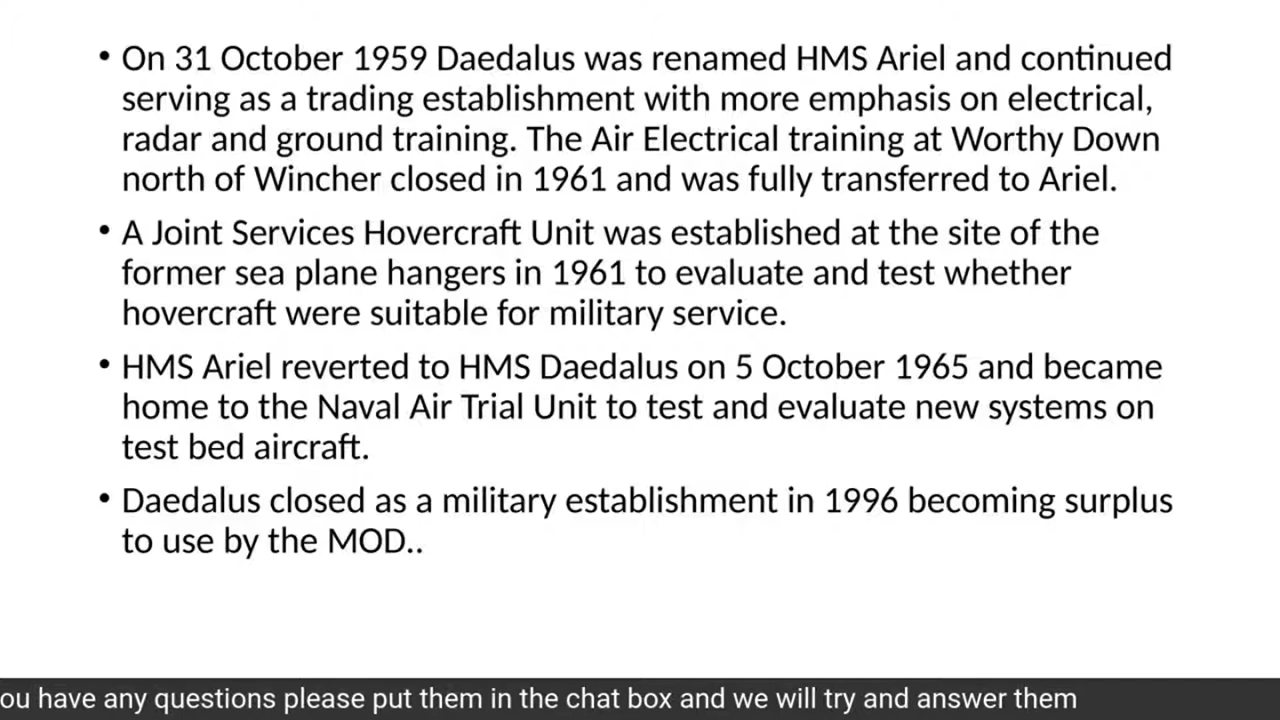 • On 31 October 1959 Daedalus was renamed HMS Ariel and continued
serving as a trading establishment with more emphasis on electrical,
radar and ground training. The Air Electrical training at Worthy Down
north of Wincher closed in 1961 and was fully transferred to Ariel.
• A Joint Services Hovercraft Unit was established at the site of the
former sea plane hangers in 1961 to evaluate and test whether
hovercraft were suitable for military service.
• HMS Ariel reverted to HMS Daedalus on 5 October 1965 and became
home to the Naval Air Trial Unit to test and evaluate new systems on
test bed aircraft.
• Daedalus closed as a military establishment in 1996 becoming surplus
to use by the MOD..
ou have any questions please put them in the chat box and we will try and answer them